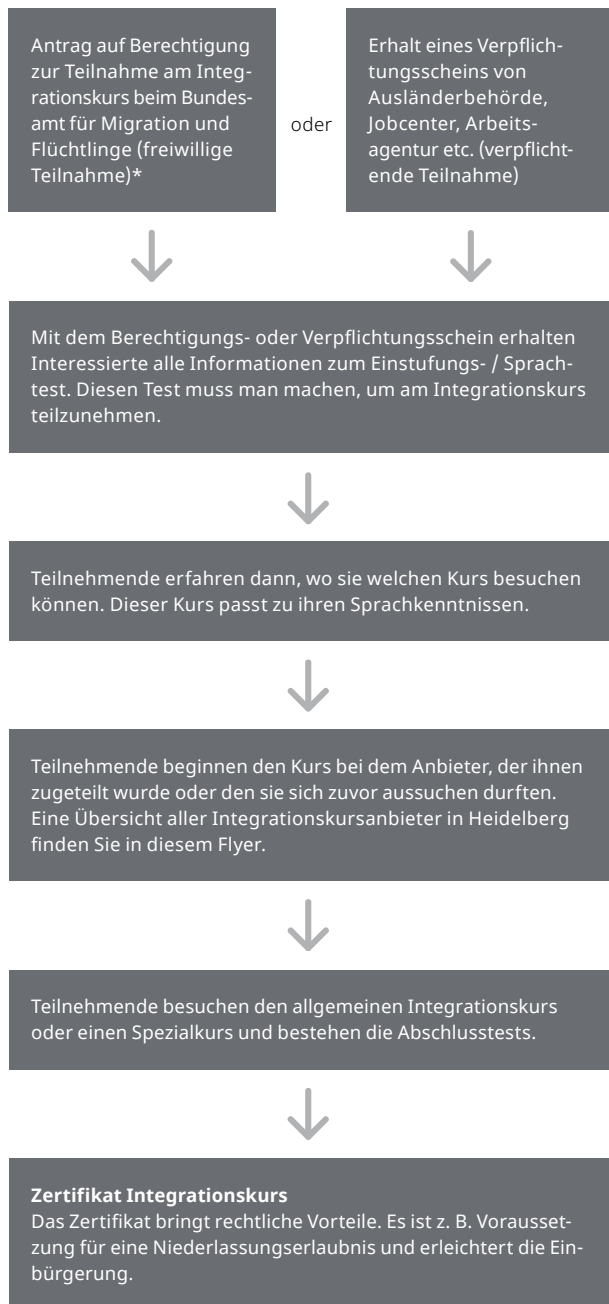 Antrag auf Berechtigung
zur Teilnahme am Integ-
rationskurs beim Bundes-
amt für Migration und
Flüchtlinge (freiwillige
Teilnahme)*
oder
Erhalt eines Verpflich-
tungsscheins von
Ausländerbehörde,
Jobcenter, Arbeits-
agentur etc. (verpflicht-
ende Teilnahme)
Mit dem Berechtigungs- oder Verpflichtungsschein erhalten
Interessierte alle Informationen zum Einstufungs- / Sprach-
test. Diesen Test muss man machen, um am Integrationskurs
teilzunehmen.
Teilnehmende erfahren dann, wo sie welchen Kurs besuchen
können. Dieser Kurs passt zu ihren Sprachkenntnissen.
Teilnehmende beginnen den Kurs bei dem Anbieter, der ihnen
zugeteilt wurde oder den sie sich zuvor aussuchen durften.
Eine Übersicht aller Integrationskursanbieter in Heidelberg
finden Sie in diesem Flyer.
Teilnehmende besuchen den allgemeinen Integrationskurs
oder einen Spezialkurs und bestehen die Abschlusstests.
Zertifikat Integrationskurs
Das Zertifikat bringt rechtliche Vorteile. Es ist z. B. Vorausset-
zung für eine Niederlassungserlaubnis und erleichtert die Ein-
bürgerung.